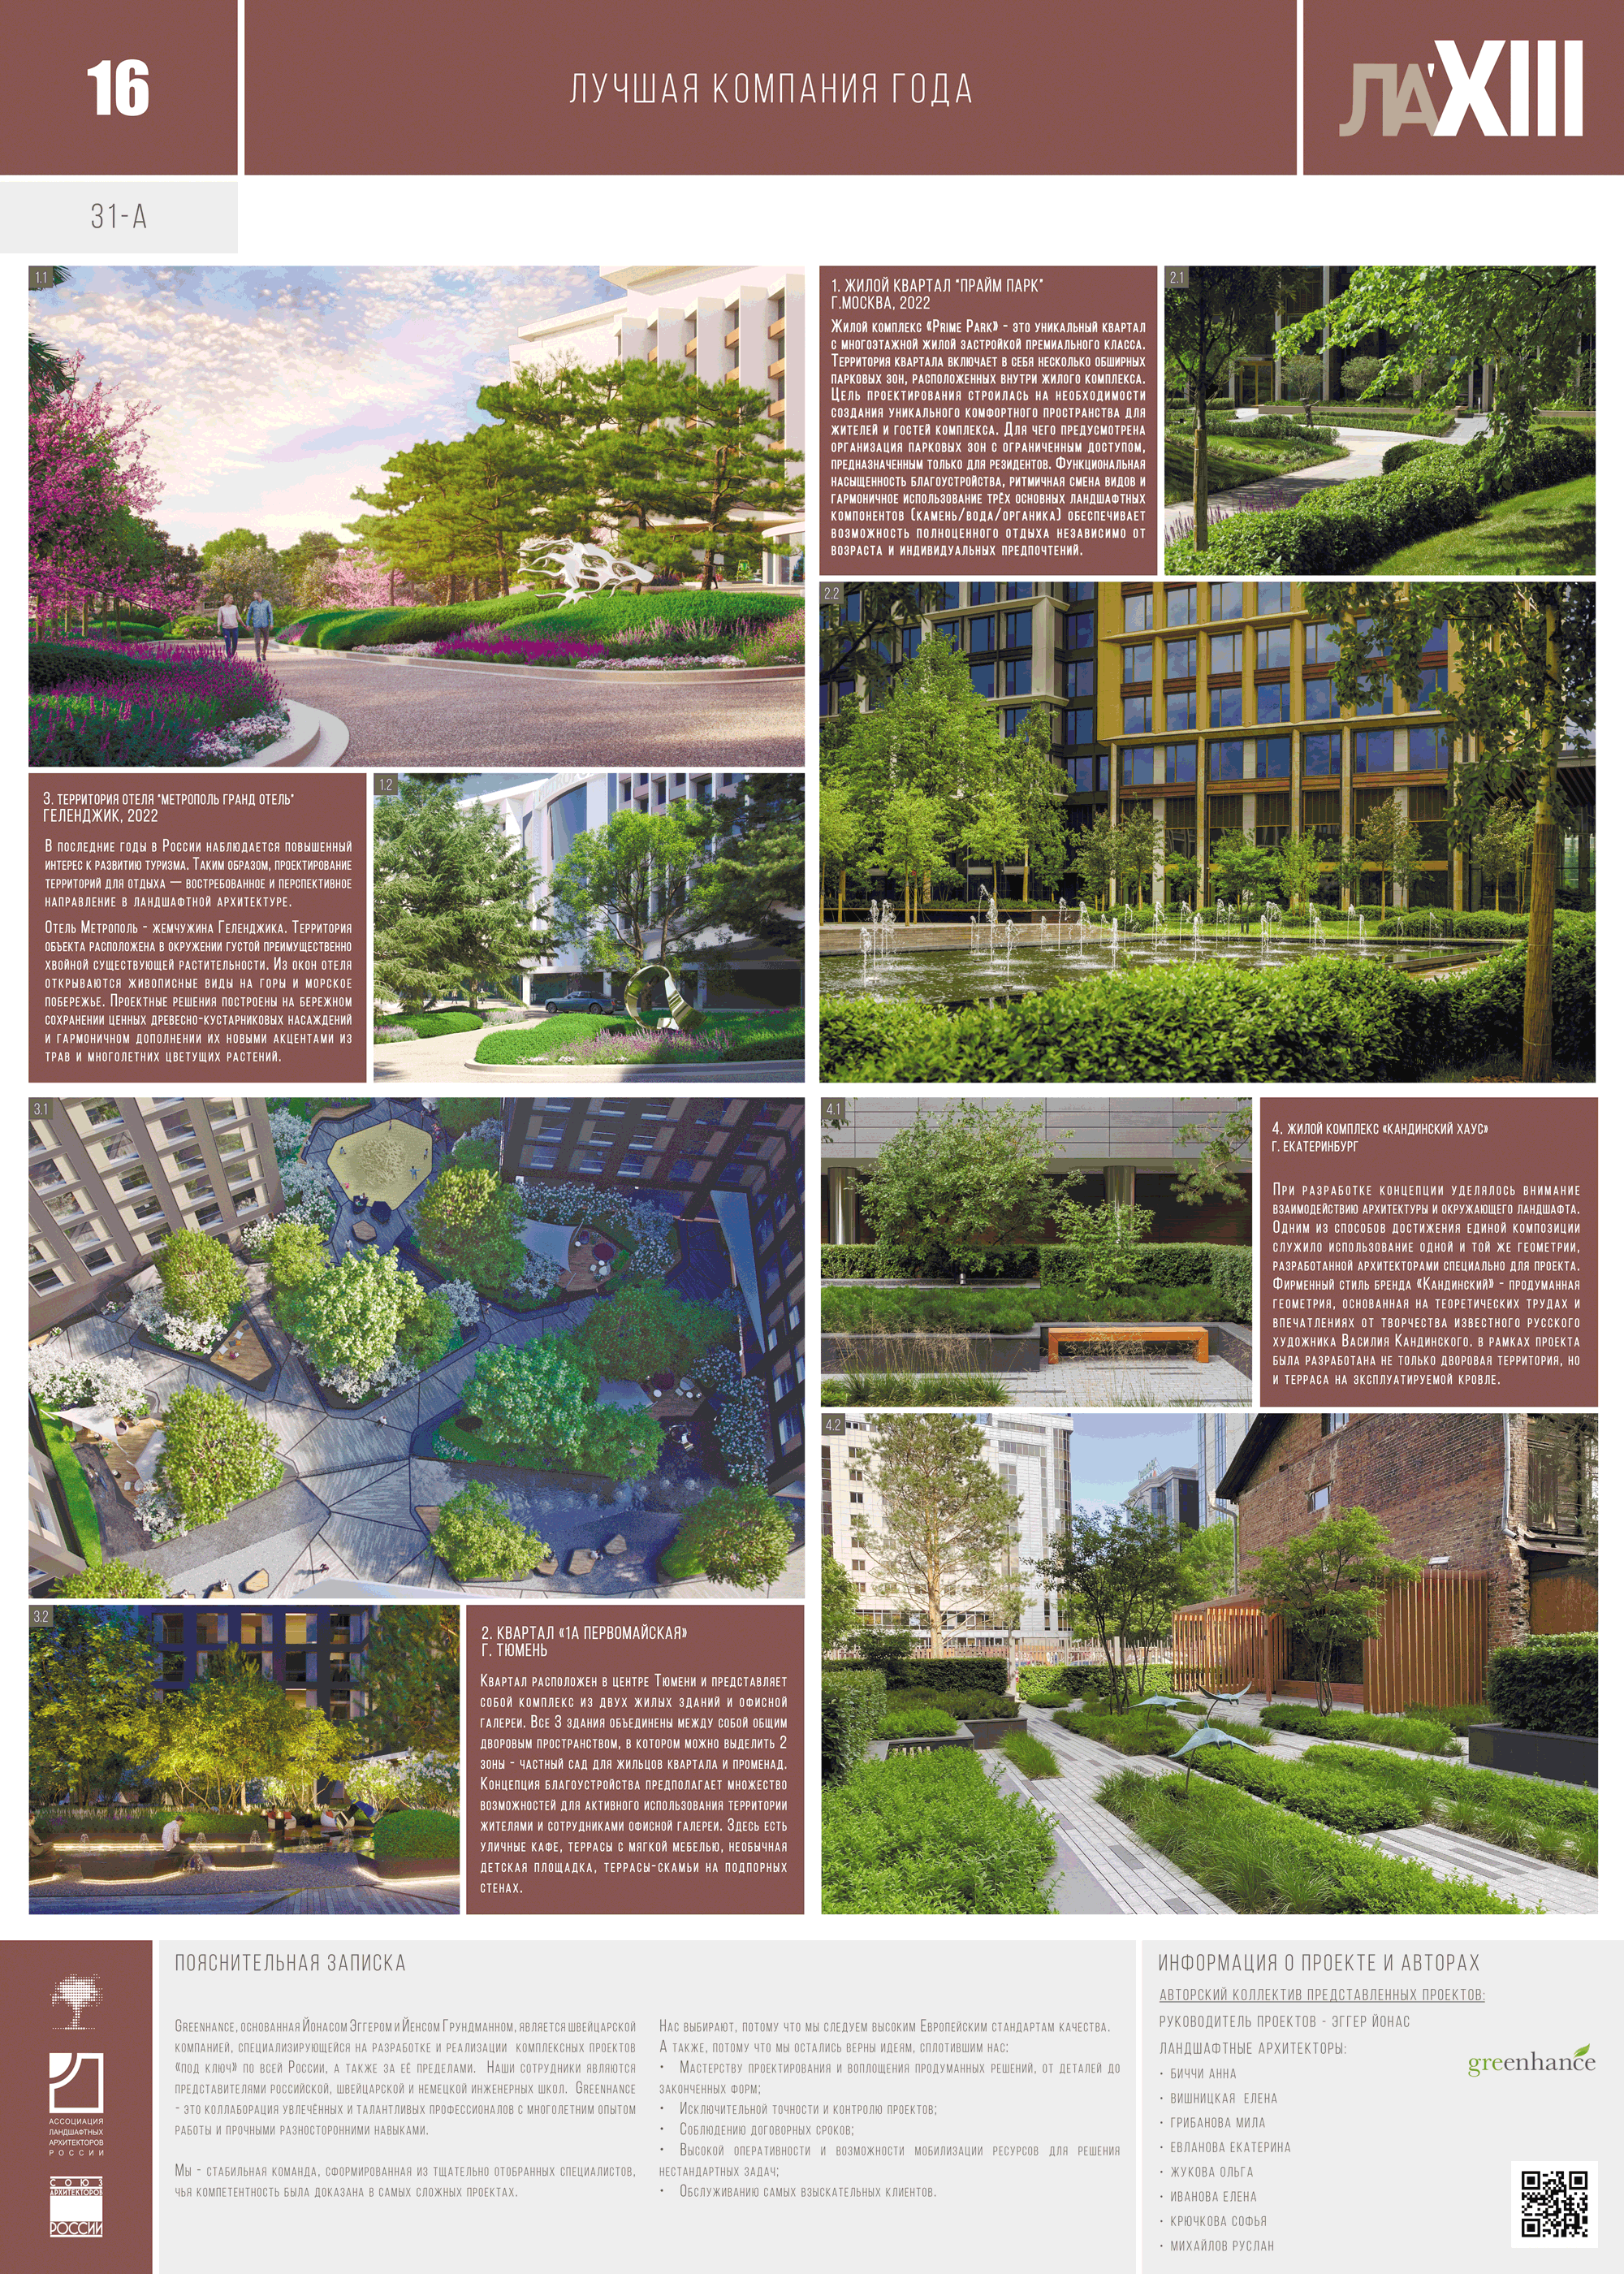 16
ЛУЧШАЯ КОМПАНИЯ ГОДА
ЛА'XIII
31-А
1.1
1. ЖИЛОЙ КВАРТАЛ "ПРАЙМ ПАРК"
Г.МОСКВА, 2022
Жилой комплекс «Prime Park» - это уникальный квартал
с многоэтажной жилой застройкой премиального класса.
Территория квартала включает в себя несколько обширных
парковых зон, расположенных внутри жилого комплекса.
Цель проектирования строилась на необходимости
создания уникального комфортного пространства для
жителей и гостей комплекса. Для чего предусмотрена
организация парковых зон с ограниченным доступом,
предназначенным только для резидентов. Функциональная
насыщенность благоустройства, ритмичная смена видов и
гармоничное использование трёх основных ландшафтных
компонентов (камень/вода/органика) обеспечивает
возможность полноценного отдыха независимо от
возраста и индивидуальных предпочтений.
2.1
2.2
3. ТЕРРИТОРИЯ ОТЕЛЯ "МЕТРОПОЛЬ ГРАНД ОТЕЛЬ"
ГЕЛЕНДЖИК, 2022
В последние годы в России наблюдается повышенный
интерес к развитию туризма. Таким образом, проектирование
территорий для отдыха — востребованное и перспективное
направление в ландшафтной архитектуре.
Отель Метрополь - жемчужина Геленджика. Территория
объекта расположена в окружении густой преимущественно
хвойной существующей растительности. Из окон отеля
открываются живописные виды на горы и морское
побережье. Проектные решения построены на бережном
сохранении ценных древесно-кустарниковых насаждений
и гармоничном дополнении их новыми акцентами из
трав и многолетних цветущих растений.
1.2
3.1
4.1
4. ЖИЛОЙ КОМПЛЕКС «КАНДИНСКИЙ ХАУС»
Г. ЕКАТЕРИНБУРГ
При разработке концепции уделялось внимание
взаимодействию архитектуры и окружающего ландшафта.
Одним из способов достижения единой композиции
служило использование одной и той же геометрии,
разработанной архитекторами специально для проекта.
Фирменный стиль бренда «Кандинский» - продуманная
геометрия, основанная на теоретических трудах и
впечатлениях от творчества известного русского
художника Василия Кандинского. в рамках проекта
была разработана не только дворовая территория, но
и терраса на эксплуатируемой кровле.
4.2
3.2
2. КВАРТАЛ «1А ПЕРВОМАЙСКАЯ»
Г. ТЮМЕНЬ
Квартал расположен в центре Тюмени и представляет
собой комплекс из двух жилых зданий и офисной
галереи. Все 3 здания объединены между собой общим
дворовым пространством, в котором можно выделить 2
зоны - частный сад для жильцов квартала и променад.
Концепция благоустройства предполагает множество
возможностей для активного использования территории
жителями и сотрудниками офисной галереи. Здесь есть
уличные кафе, террасы с мягкой мебелью, необычная
детская площадка, террасы-скамьи на подпорных
стенах.
АССОЦИАЦИЯ
ЛАНДШАФТНЫХ
АРХИТЕКТОРОВ
РОССИИ
СОЮЗ
АРХИТЕКТОРОВ
РОССИИ
ПОЯСНИТЕЛЬНАЯ ЗАПИСКА
Greenhance, основанная Йонасом Эггером и Йенсом Грундманном, является швейцарской
компанией, специализирующейся на разработке и реализации комплексных проектов
«под ключ» по всей России, а также за её пределами. Наши сотрудники являются
представителями российской, швейцарской и немецкой инженерных школ. Greenhance
- это коллаборация увлечённых и талантливых профессионалов с многолетним опытом
работы и прочными разносторонними навыками.
Мы - стабильная команда, сформированная из тщательно отобранных специалистов,
чья компетентность была доказана в самых сложных проектах.
Нас выбирают, потому что мы следуем высоким Европейским стандартам качества.
А также, потому что мы остались верны идеям, сплотившим нас:
• Мастерству проектирования и воплощения продуманных решений, от деталей до
законченных форм;
• Исключительной точности и контролю проектов;
• Соблюдению договорных сроков;
• Высокой оперативности и возможности мобилизации ресурсов для решения
нестандартных задач;
• Обслуживанию самых взыскательных клиентов.
ИНФОРМАЦИЯ О ПРОЕКТЕ И АВТОРАХ
АВТОРСКИЙ КОЛЛЕКТИВ ПРЕДСТАВЛЕННЫХ ПРОЕКТОВ:
РУКОВОДИТЕЛЬ ПРОЕКТОВ - ЭГГЕР ЙОНАС
ЛАНДШАФТНЫЕ АРХИТЕКТОРЫ:
• БИЧЧИ АННА
• ВИШНИЦКАЯ ЕЛЕНА
• ГРИБАНОВА МИЛА
• ЕВЛАНОВА ЕКАТЕРИНА
• ЖУКОВА ОЛЬГА
• ИВАНОВА ЕЛЕНА
• КРЮЧКОВА СОФЬЯ
• МИХАЙЛОВ РУСЛАН
greenhance